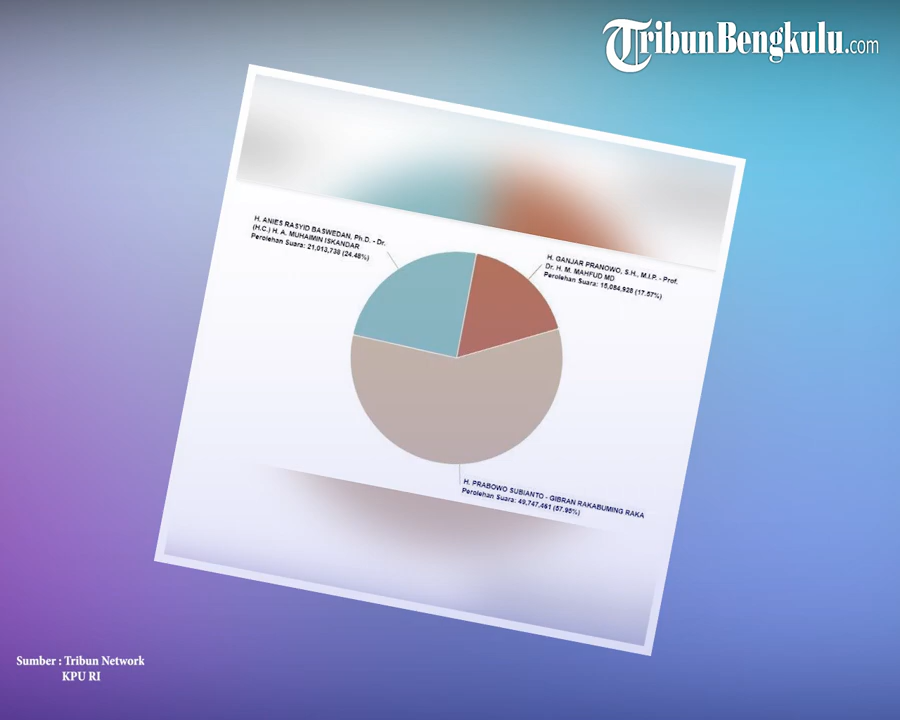 TribunBengkulu.com
H. ANIES RASYID BASWEDAN, Ph.D. - Dr.
(H.C.) H. A. MUHAIMIN ISKANDAR
Perolehan Suara: 21,013,738 (24.48%)
H. GANJAR PRANOWO, S.H., M.I.P. - Prof.
Dr. H. M. MAHFUD MD
Perolehan Suara: 15,084,928 (17.57%)
H. PRABOWO SUBIANTO - GIBRAN RAKABUMING RAKA
Perolehan Suara: 49,747,461 (57.95%)
Sumber : Tribun Network
KPU RI